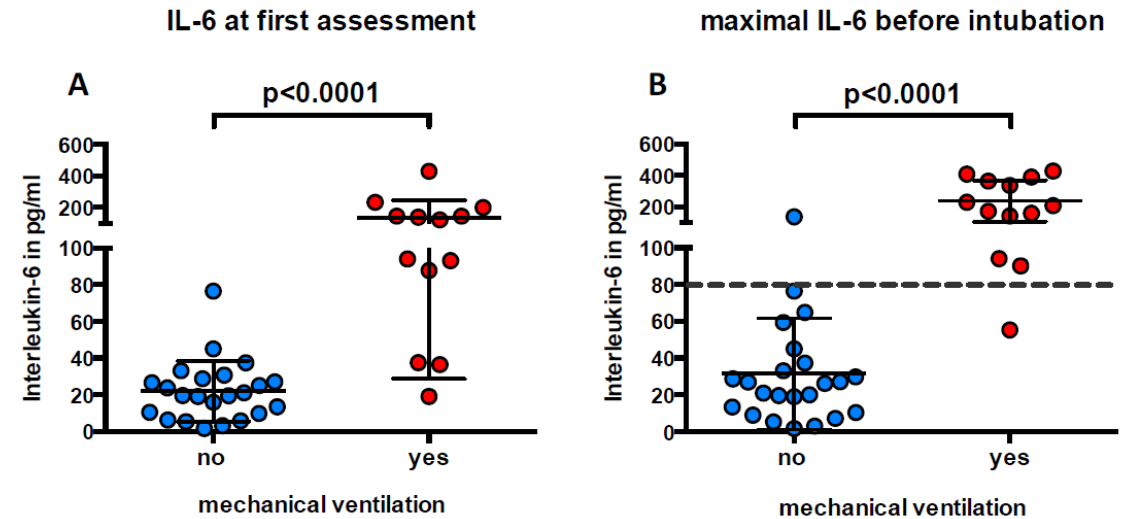 IL-6 at first assessment
A
p<0.0001
Interleukin-6 in pg/ml
600
400
200
100
80
60
40
20
0
no yes
mechanical ventilation
maximal IL-6 before intubation
B
p<0.0001
Interleukin-6 in pg/ml
600
400
200
100
80
60
40
20
0
no yes
mechanical ventilation